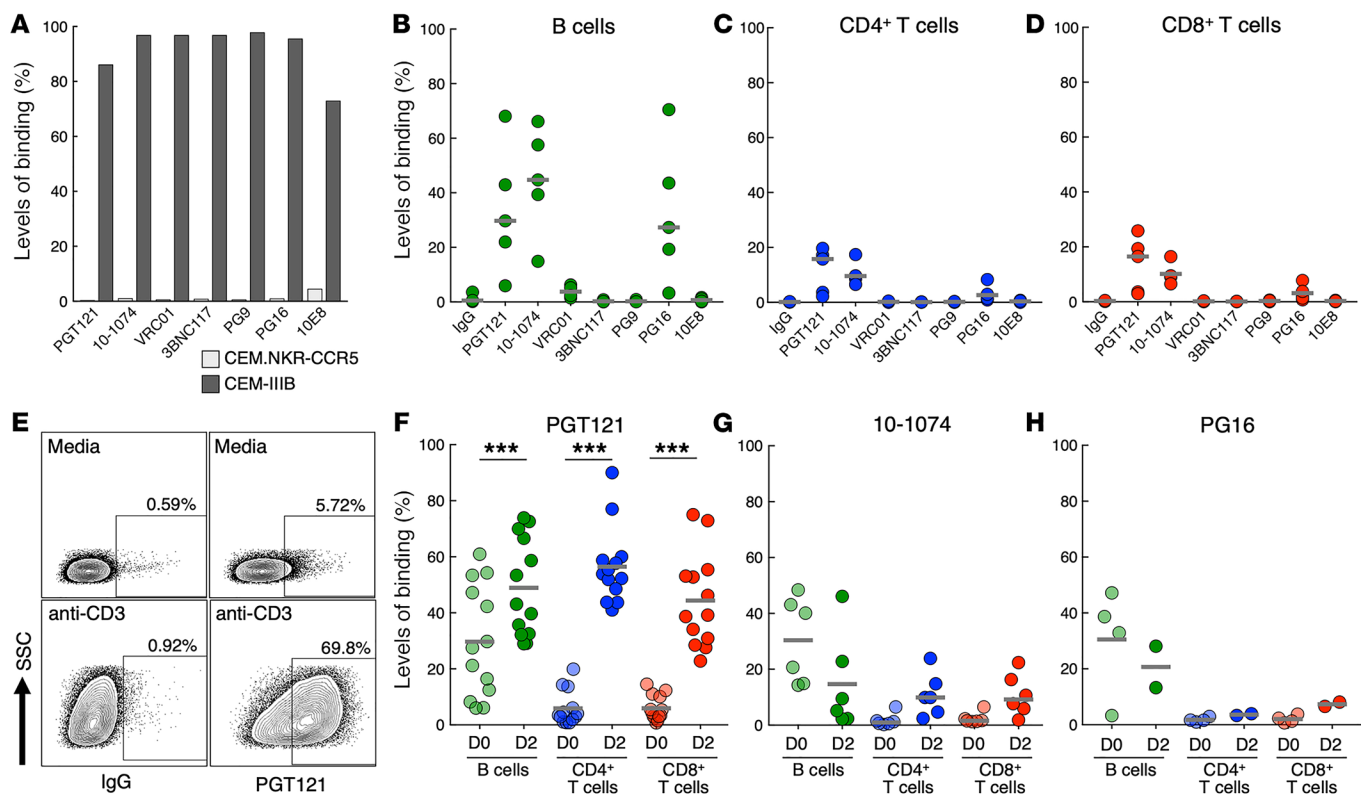 A
Levels of binding (%)
100
80
60
40
20
0
PGT121
10-1074
VRC01
3BNC117
PG9
PG16
10E8
CEM.NKR-CCR5
CEM-IIIB
B
B cells
Levels of binding (%)
100
80
60
40
20
0
IgG
PGT121
10-1074
VRC01
3BNC117
PG9
PG16
10E8
C
CD4+ T cells
100
80
60
40
20
0
IgG
PGT121
10-1074
VRC01
3BNC117
PG9
PG16
10E8
D
CD8+ T cells
100
80
60
40
20
0
IgG
PGT121
10-1074
VRC01
3BNC117
PG9
PG16
10E8
E
Media
0.59%
Media
5.72%
anti-CD3
0.92%
anti-CD3
69.8%
SSC
IgG
PGT121
F
PGT121
Levels of binding (%)
100
80
60
40
20
0
***
***
***
D0 D2 D0 D2 D0 D2
B cells
CD4+
T cells
CD8+
T cells
G
10-1074
100
80
60
40
20
0
D0 D2 D0 D2 D0 D2
B cells
CD4+
T cells
CD8+
T cells
H
PG16
100
80
60
40
20
0
D0 D2 D0 D2 D0 D2
B cells
CD4+
T cells
CD8+
T cells